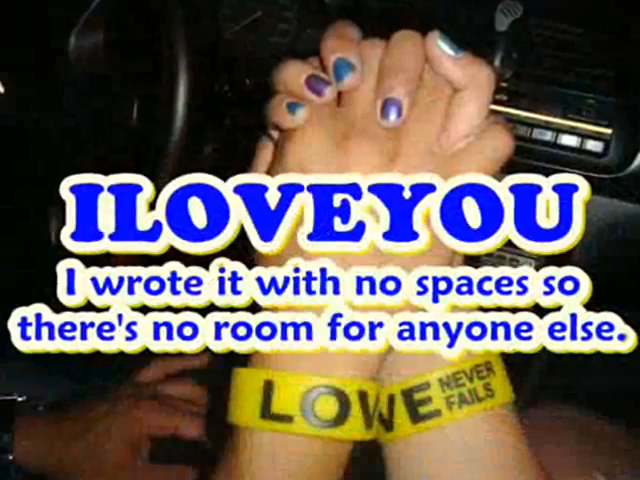 ILOVEYOU
I wrote it with no spaces so
there's no room for anyone else.
LOVE NEVER
FAILS